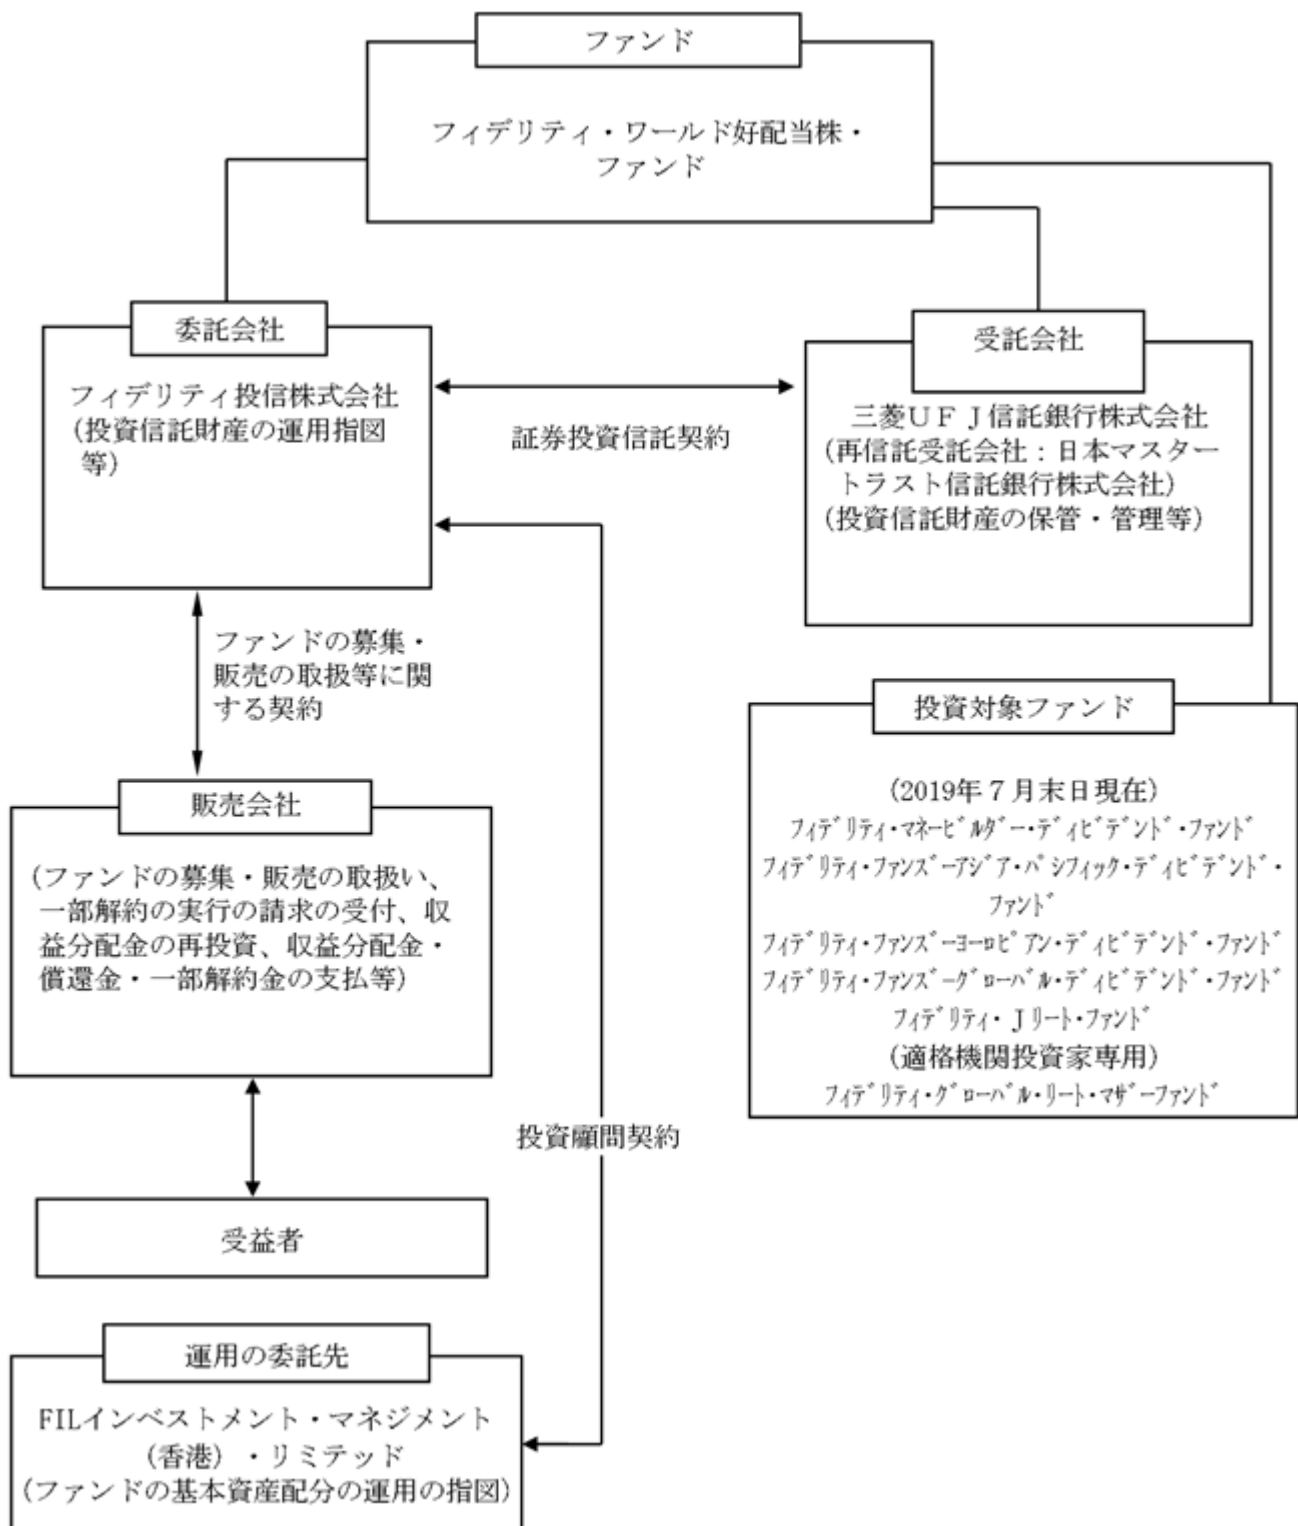 ファンド
フィデリティ・ワールド好配当株・
ファンド
委託会社
フィデリティ投信株式会社
(投資信託財産の運用指図
等)
証券投資信託契約
受託会社
三菱ＵＦＪ信託銀行株式会社
(再信託受託会社：日本マスター
トラスト信託銀行株式会社)
(投資信託財産の保管・管理等)
ファンドの募集・
販売の取扱等に関
する契約
投資対象ファンド
(2019年７月末日現在)
ﾌｨﾃﾞﾘﾃｨ・ﾏﾈｰﾋﾞﾙﾀﾞｰ・ﾃﾞｨﾋﾞﾃﾞﾝﾄﾞ・ﾌｧﾝﾄﾞ
ﾌｨﾃﾞﾘﾃｨ・ﾌｧﾝｽﾞｰｱｼﾞｱ・ﾊﾟｼﾌｨｯｸ・ﾃﾞｨﾋﾞﾃﾞﾝﾄﾞ・
ﾌｧﾝﾄﾞ
ﾌｨﾃﾞﾘﾃｨ・ﾌｧﾝｽﾞｰﾖｰﾛﾋﾟｱﾝ・ﾃﾞｨﾋﾞﾃﾞﾝﾄﾞ・ﾌｧﾝﾄﾞ
ﾌｨﾃﾞﾘﾃｨ・ﾌｧﾝｽﾞｰｸﾞﾛｰﾊﾞﾙ・ﾃﾞｨﾋﾞﾃﾞﾝﾄﾞ・ﾌｧﾝﾄﾞ
ﾌｨﾃﾞﾘﾃｨ・Ｊﾘｰﾄ・ﾌｧﾝﾄﾞ
(適格機関投資家専用)
ﾌｨﾃﾞﾘﾃｨ・ｸﾞﾛｰﾊﾞﾙ・ﾘｰﾄ・ﾏｻﾞｰﾌｧﾝﾄﾞ
販売会社
(ファンドの募集・販売の取扱い、
一部解約の実行の請求の受付、収
益分配金の再投資、収益分配金・
償還金・一部解約金の支払等)
投資顧問契約
受益者
運用の委託先
FILインベストメント・マネジメント
(香港)・リミテッド
(ファンドの基本資産配分の運用の指図)